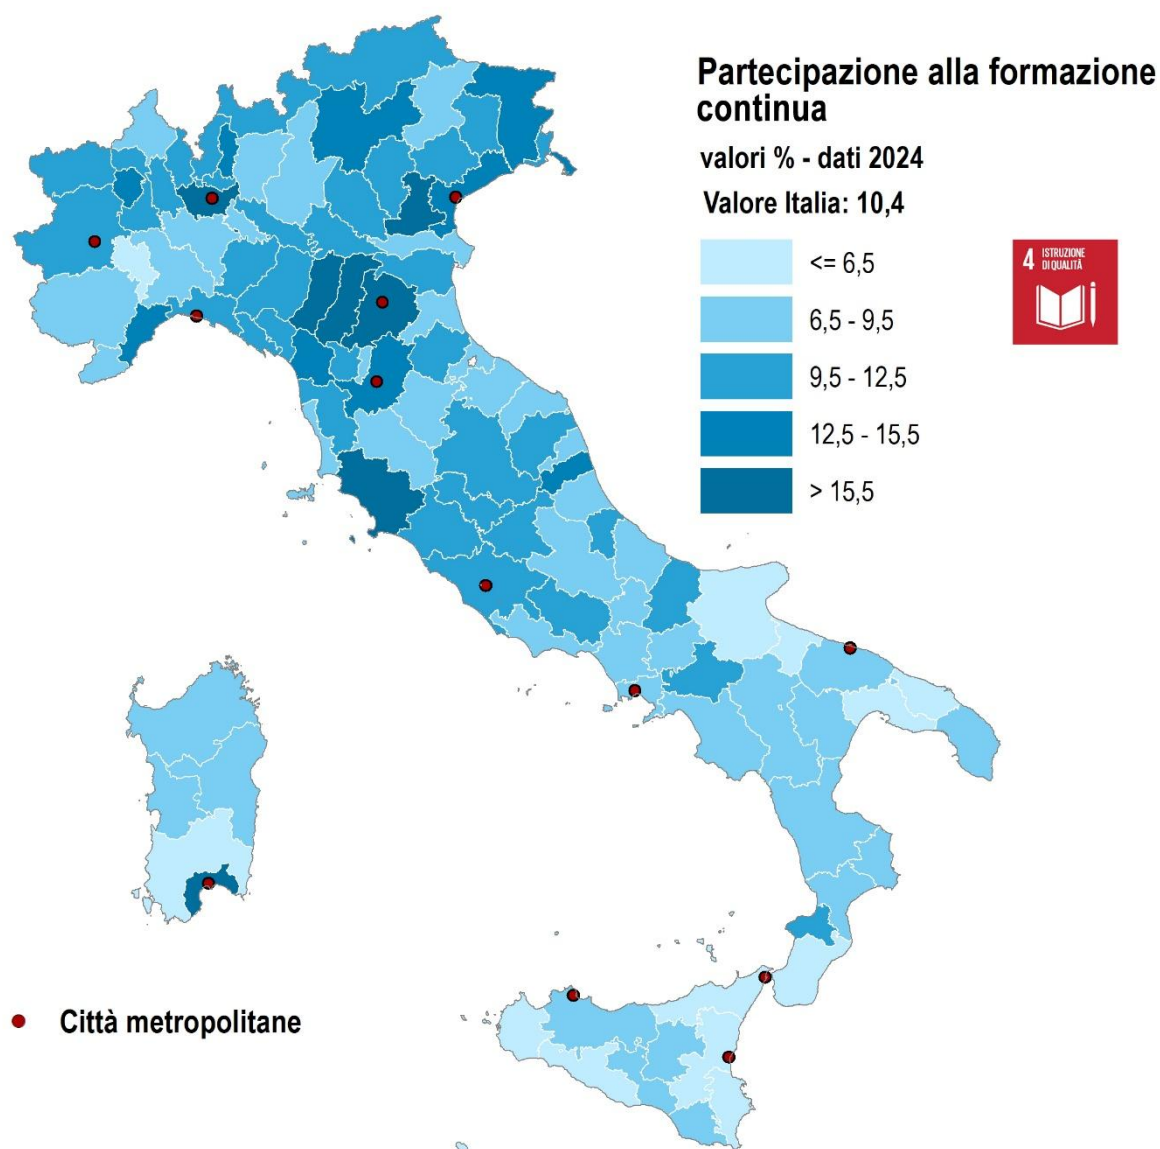 Partecipazione alla formazione
continua
valori % - dati 2024
Valore Italia: 10,4
<= 6,5
6,5 - 9,5
9,5 - 12,5
12,5 - 15,5
> 15,5
4 ISTRUZIONE
DI QUALITÀ
Città metropolitane